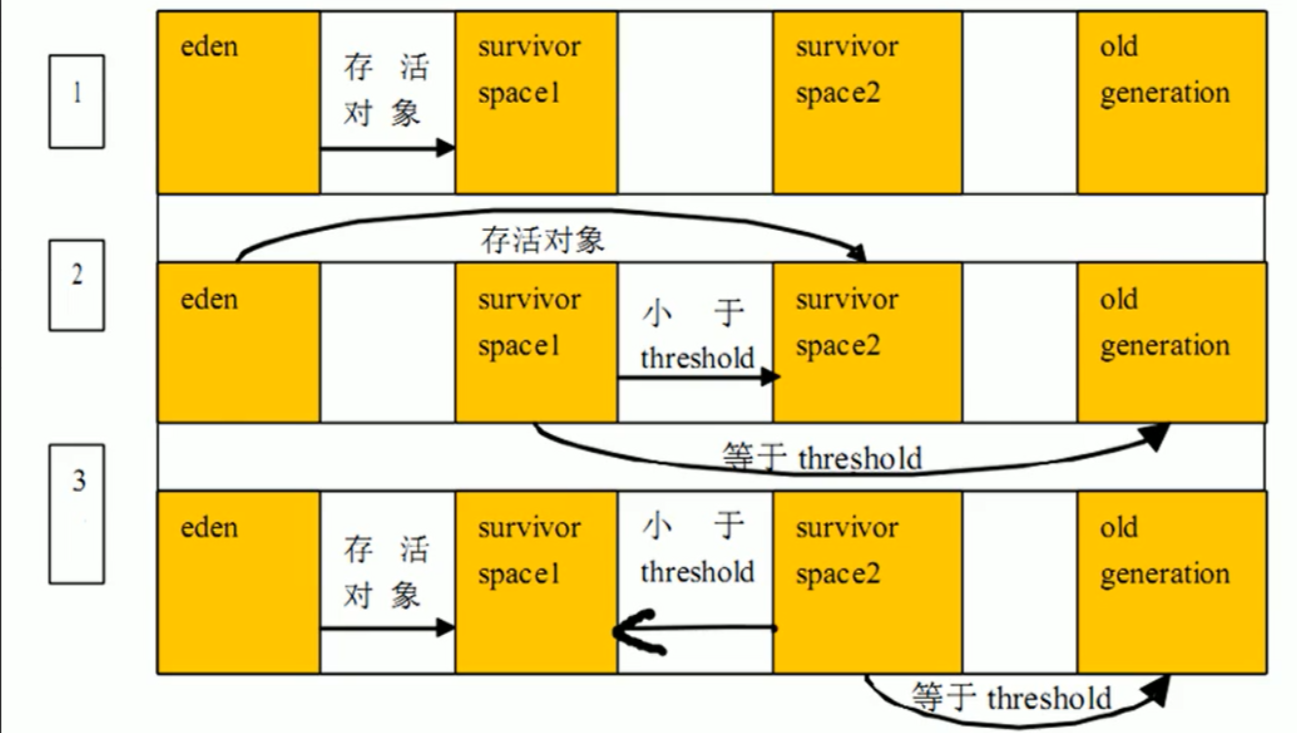 1
eden
存 活
对 象
survivor
space1
survivor
space2
old
generation
2
存活对象
eden
survivor
space1
小 于
threshold
survivor
space2
old
generation
等于 threshold
3
eden
存 活
对 象
survivor
space1
小 于
threshold
survivor
space2
old
generation
等于 threshold